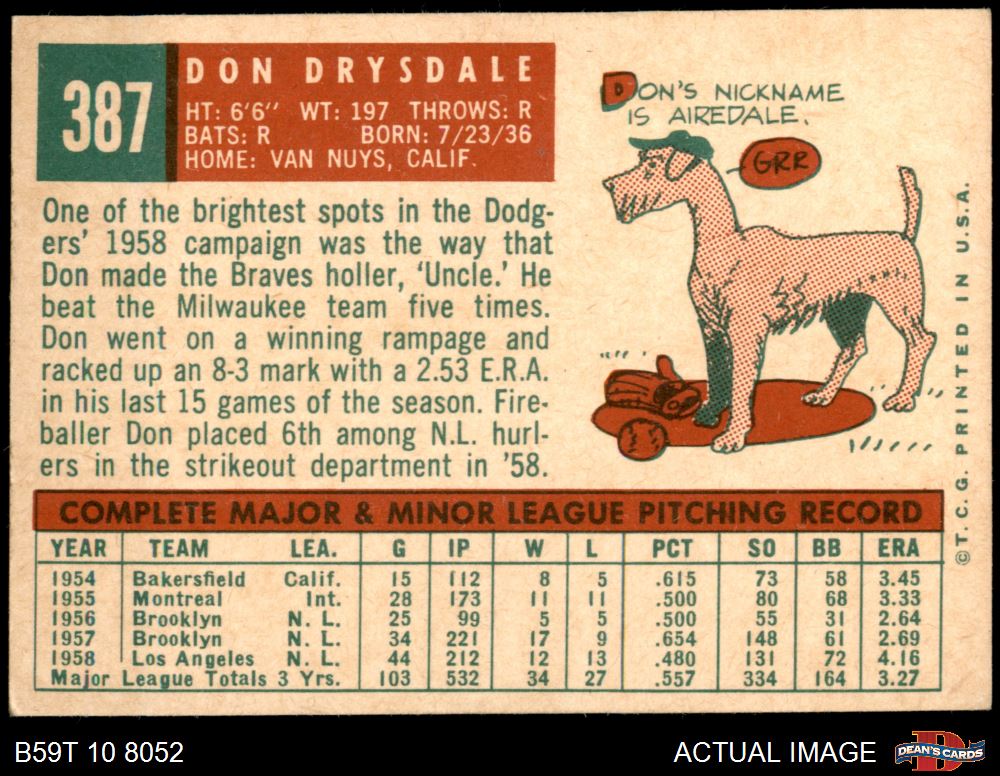 387
DON DRYSDALE
HT: 6'6" WT: 197 THROWS: R
BATS: R BORN: 7/23/36
HOME: VAN NUYS, CALIF.
DON'S NICKNAME
IS AIREDALE.
GRR
One of the brightest spots in the Dodg-
ers' 1958 campaign was the way that
Don made the Braves holler, 'Uncle.' He
beat the Milwaukee team five times.
Don went on a winning rampage and
racked up an 8-3 mark with a 2.53 E.R.A.
in his last 15 games of the season. Fire-
baller Don placed 6th among N.L. hurl-
ers in the strikeout department in '58.
COMPLETE MAJOR & MINOR LEAGUE PITCHING RECORD
YEAR TEAM LEA. G IP W L PCT SO BB ERA
1954 Bakersfield Calif. 15 112 8 5 .615 73 58 3.45
1955 Montreal Int. 28 173 11 11 .500 80 68 3.33
1956 Brooklyn N. L. 25 99 5 5 .500 55 31 2.64
1957 Brooklyn N. L. 34 221 17 9 .654 148 61 2.69
1958 Los Angeles N. L. 44 212 12 13 .480 131 72 4.16
Major League Totals 3 Yrs. 103 532 34 27 .557 334 164 3.27
©T.C.G. PRINTED IN U.S.A.
B59T 10 8052
ACTUAL IMAGE
DEAN'S CARDS